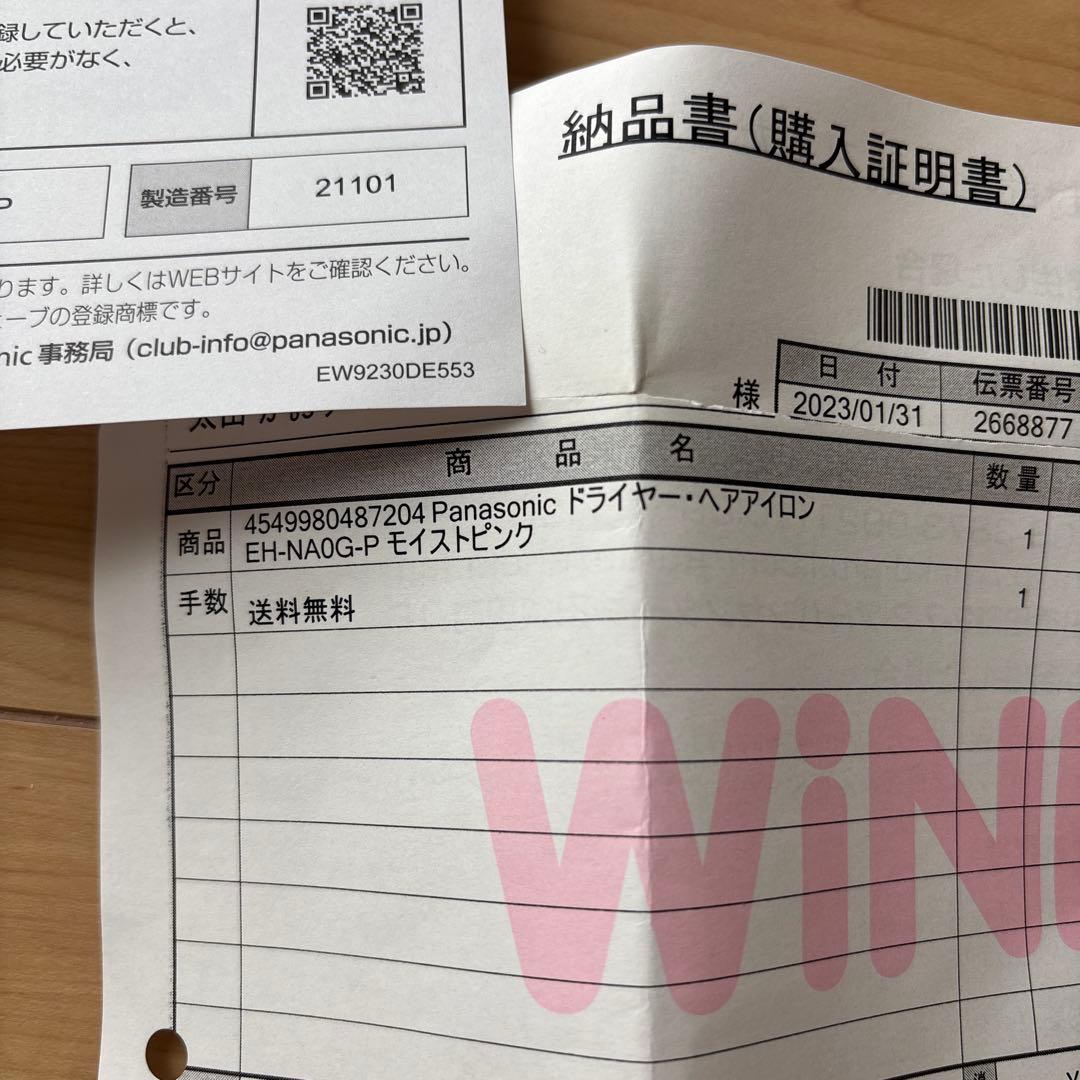 録していただくと、
必要がなく、
P
製造番号 21101
ります。詳しくはWEBサイトをご確認ください。
ーブの登録商標です。
nic 事務局（club-info@panasonic.jp）
EW9230DE553
納品書（購入証明書）
様
日 付 伝票番号
2023/01/31 2668877
区分 商 品 名 数量
商品 4549980487204 Panasonic ドライヤー・ヘアアイロン 1
EH-NA0G-P モイストピンク
手数 送料無料 1
WiN